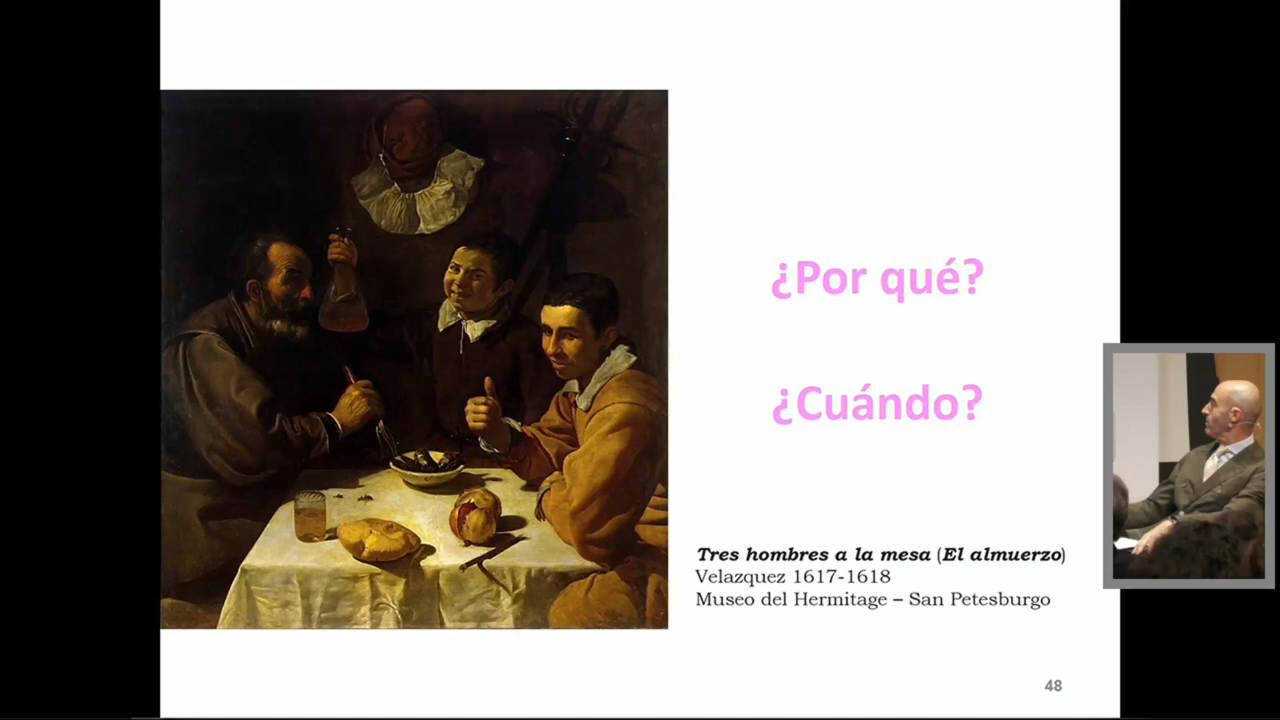 ¿Por qué?
¿Cuándo?
Tres hombres a la mesa (El almuerzo)
Velazquez 1617-1618
Museo del Hermitage – San Petesburgo
48